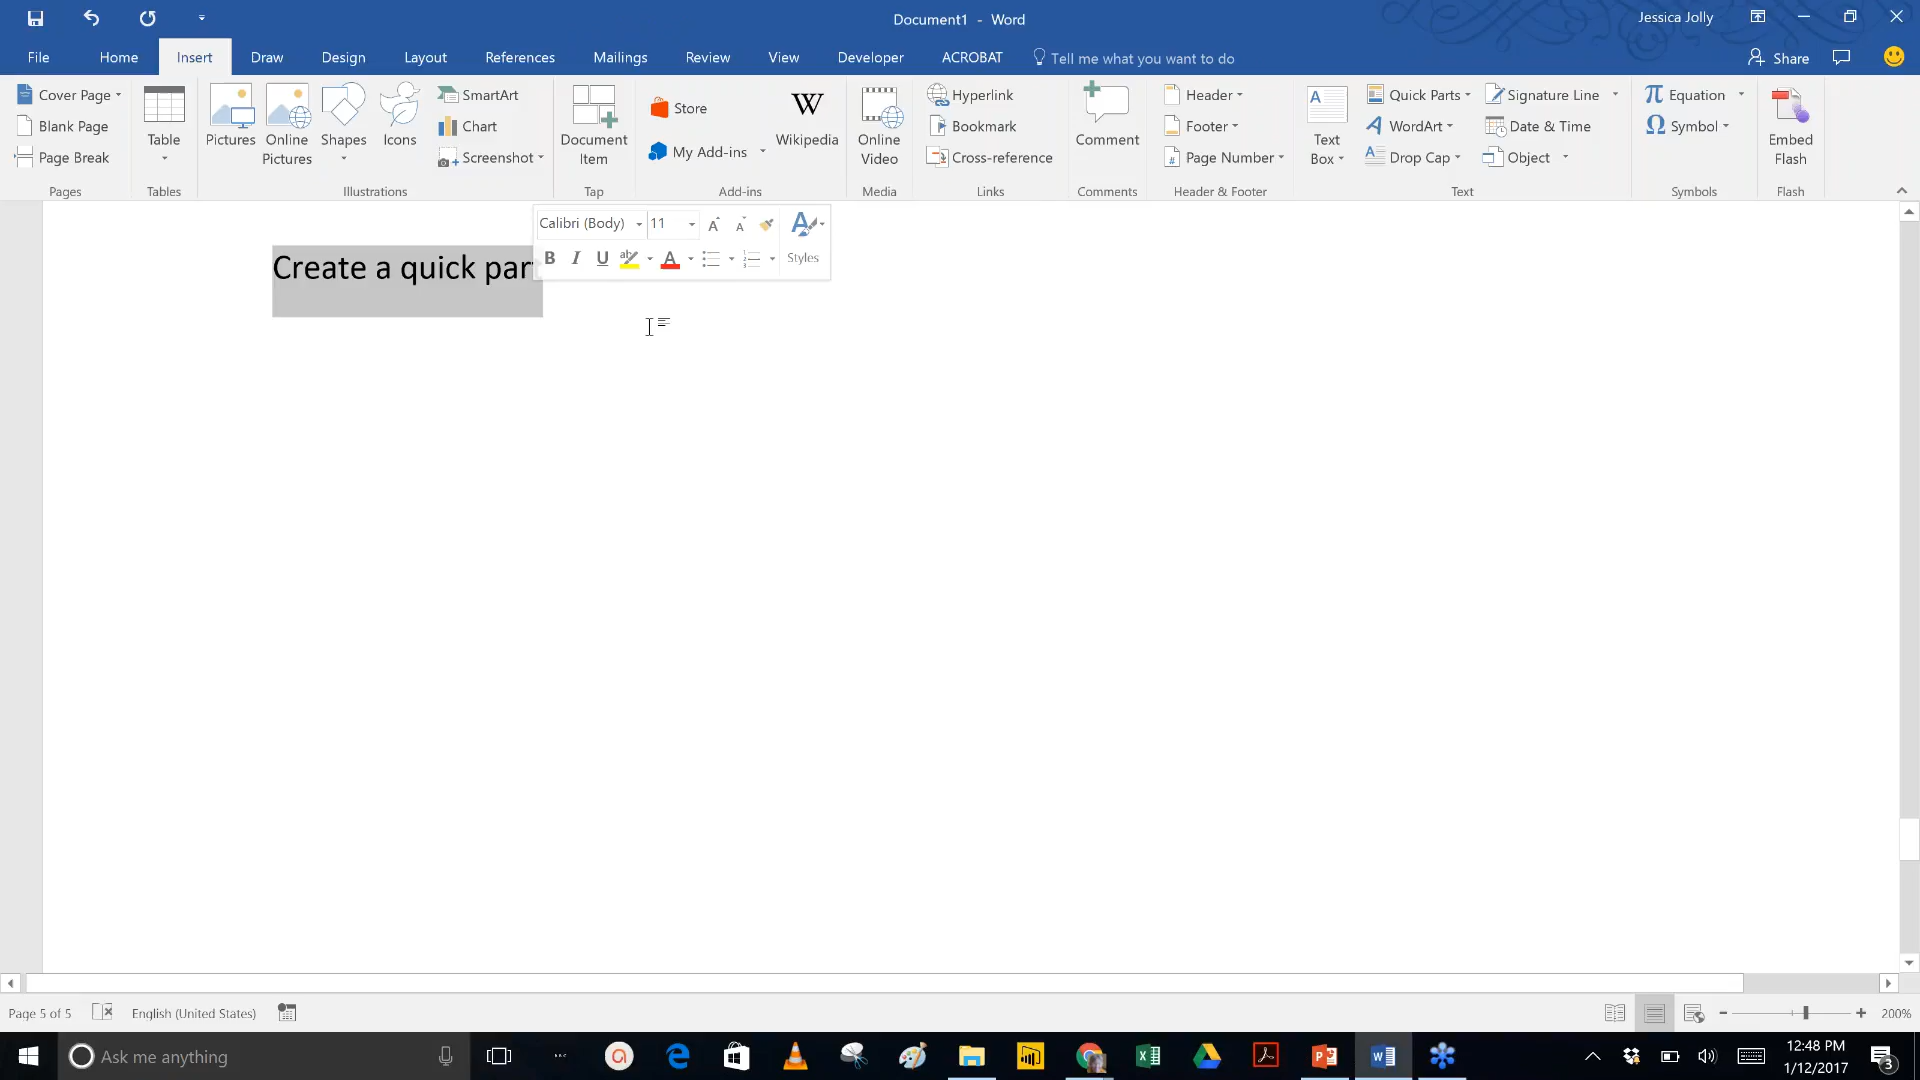 Document1 - Word
Jessica Jolly
File Home Insert Draw Design Layout References Mailings Review View Developer ACROBAT Tell me what you want to do
Share
Cover Page
Blank Page
Page Break
Pages
Table
Tables
Pictures
Online Pictures
Shapes
Icons
SmartArt
Chart
Screenshot
Illustrations
Document Item
Tap
Store
My Add-ins
W
Wikipedia
Add-ins
Online Video
Media
Hyperlink
Bookmark
Cross-reference
Links
Comment
Comments
Header
Footer
Page Number
Header & Footer
Text Box
Quick Parts
WordArt
Drop Cap
Signature Line
Date & Time
Object
Text
π Equation
Ω Symbol
Symbols
Embed Flash
Flash
Calibri (Body) 11
B I U
Styles
Create a quick par
Page 5 of 5
English (United States)
200%
Ask me anything
12:48 PM
1/12/2017
3